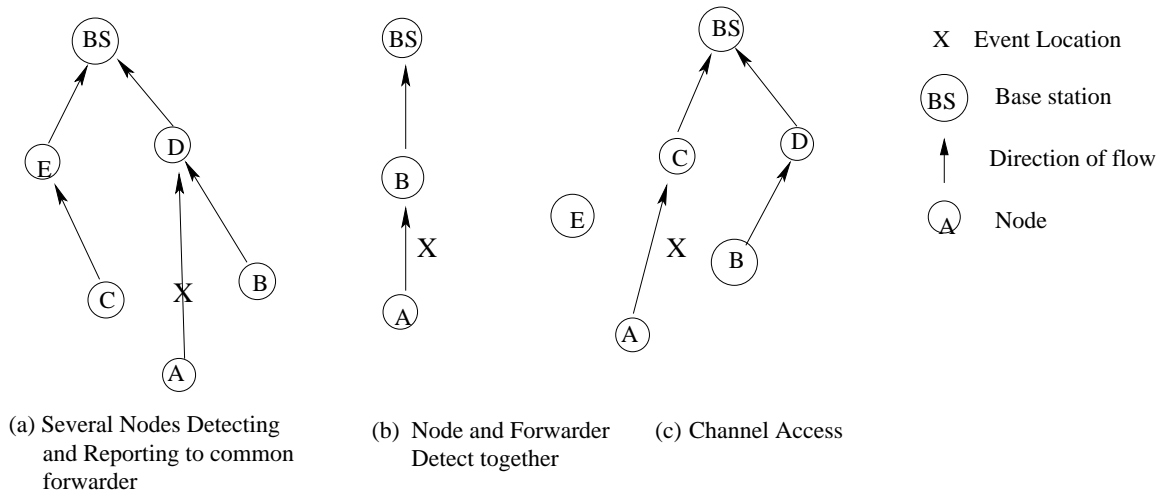 BS
E
D
C
X
B
A
(a) Several Nodes Detecting
and Reporting to common
forwarder
BS
B
X
A
(b) Node and Forwarder
Detect together
BS
C
D
E
X
B
A
(c) Channel Access
X Event Location
BS Base station
Direction of flow
A Node